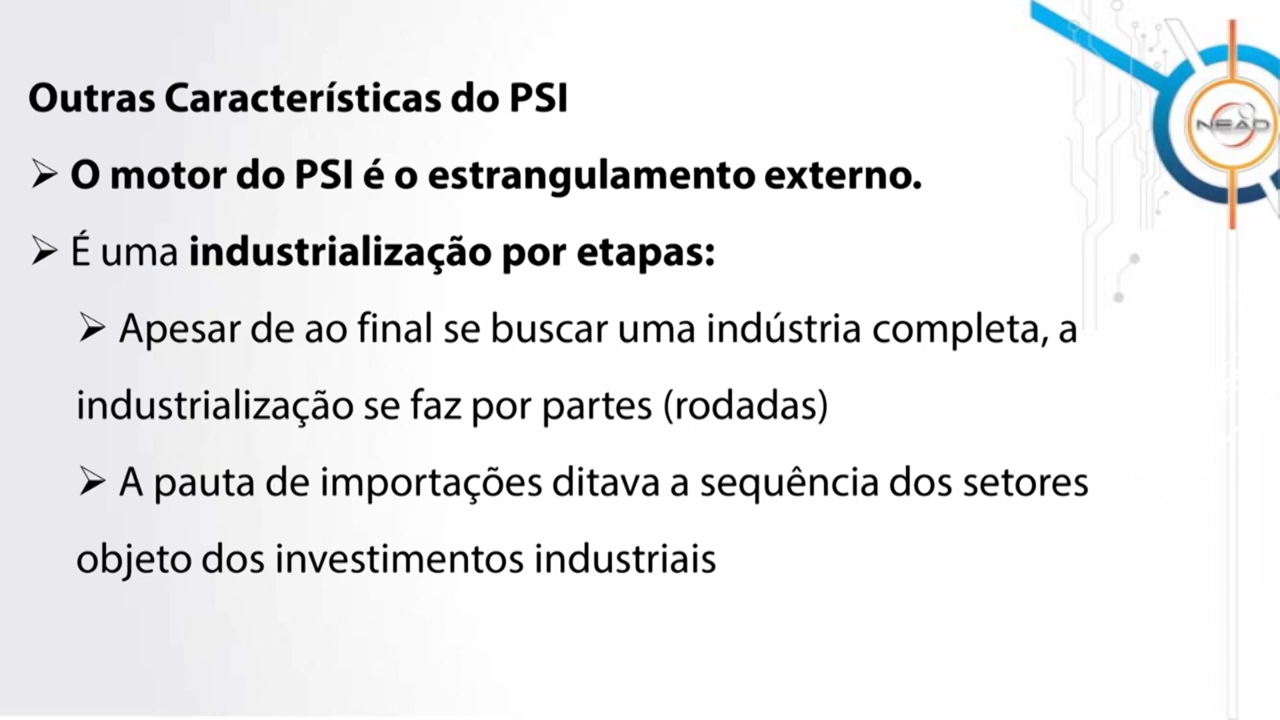 Outras Características do PSI
➢ O motor do PSI é o estrangulamento externo.
➢ É uma industrialização por etapas:
➢ Apesar de ao final se buscar uma indústria completa, a
industrialização se faz por partes (rodadas)
➢ A pauta de importações ditava a sequência dos setores
objeto dos investimentos industriais
NEAD